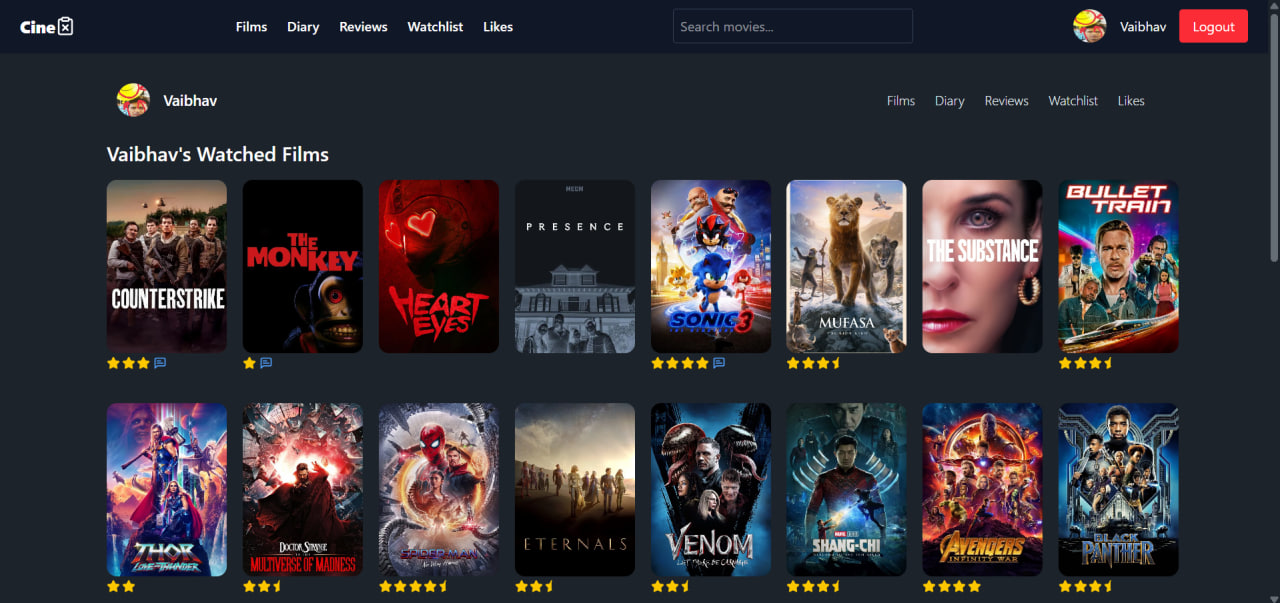 Cine
Films Diary Reviews Watchlist Likes
Search movies...
Vaibhav
Logout
Vaibhav
Films Diary Reviews Watchlist Likes
Vaibhav's Watched Films
COUNTERSTRIKE
THE
MONKEY
HEART
EYES
PRESENCE
SONIC 3
MUFASA
THE SUBSTANCE
BULLET
TRAIN
THOR
LOVE AND THUNDER
DOCTOR STRANGE
MULTIVERSE OF MADNESS
SPIDER-MAN
NO WAY HOME
ETERNALS
VENOM
LET THERE BE CARNAGE
SHANG-CHI
AVENGERS
INFINITY WAR
BLACK
PANTHER